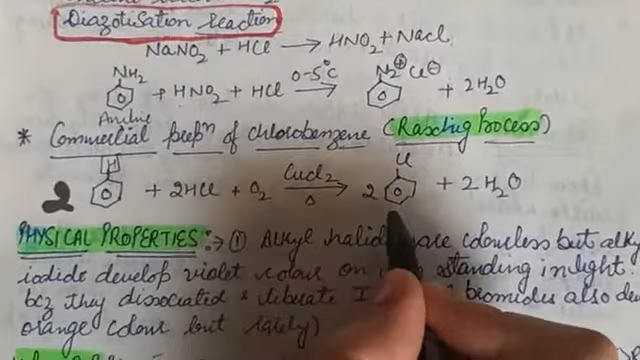 Diazotisation reaction
NaNO2 + HCl → HNO2 + NaCl
NH2 + HNO2 + HCl 0-5°C → N2⊕ Cl⊖ + 2H2O
Aniline
* Commercial prepn of chlorobenzene (Rasching Process)
2 H + 2HCl + O2 CuCl2 → Δ 2 Cl + 2H2O
PHYSICAL PROPERTIES :→ ① Alkyl halid are colourless but alky
iodide develop violet colour on standing in light.
bcz they dissociated & liberate I bromides also de
orange colour but lately)